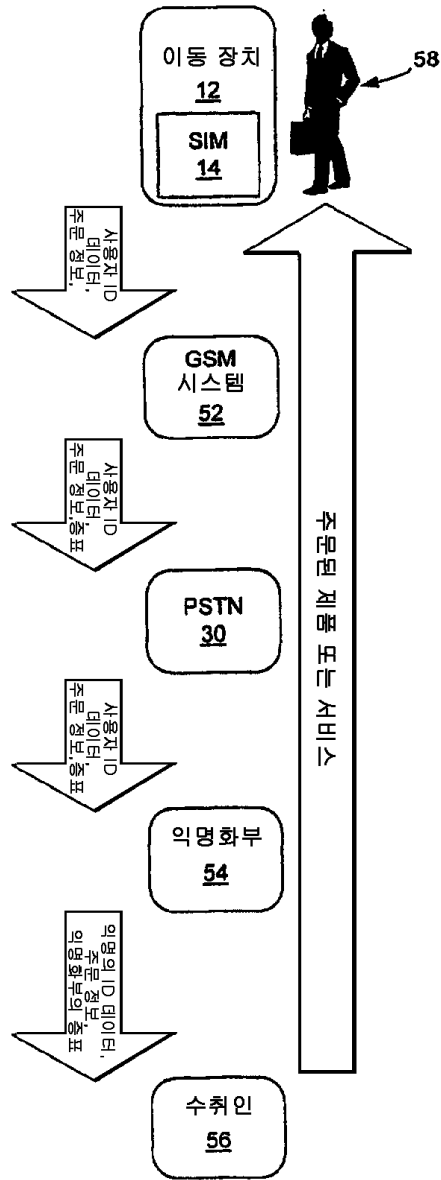 이동 장치
12
SIM
14
58
사용자 ID
데이터,
주문 정보,
GSM
시스템
52
사용자 ID
데이터,
주문 정보,증표
PSTN
30
사용자 ID
데이터,
주문 정보,증표
익명화부
54
익명의 ID 데이터,
주문 정보,
익명화부의 증표
수취인
56
주문된 제품 또는 서비스